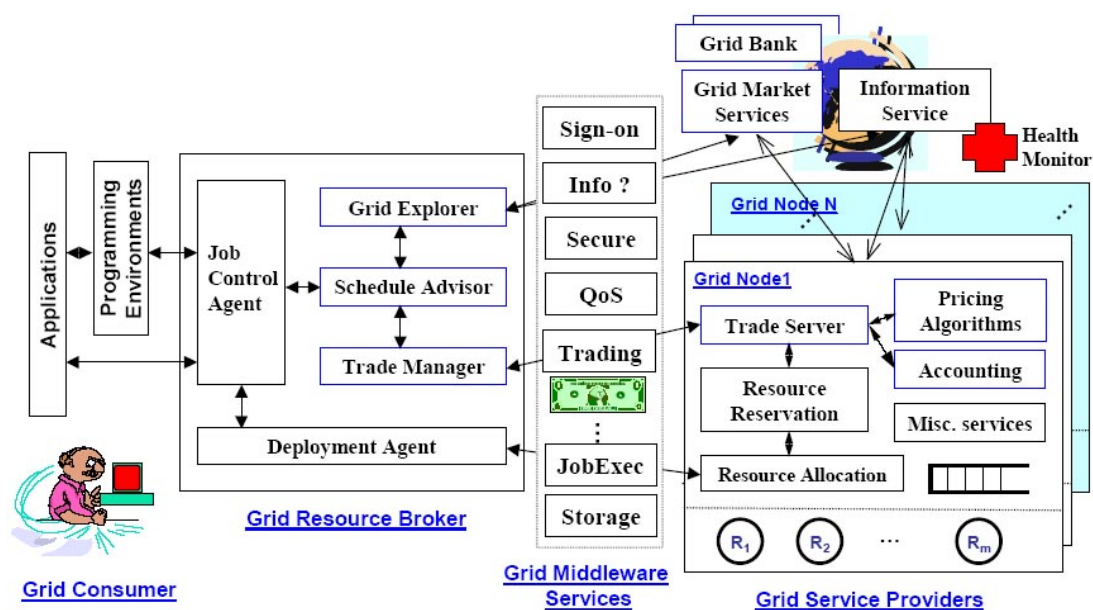 Grid Bank
Grid Market
Services
Information
Service
Health
Monitor
Sign-on
Info ?
Secure
QoS
Trading
...
JobExec
Storage
Applications
Programming
Environments
Job
Control
Agent
Grid Explorer
Schedule Advisor
Trade Manager
Deployment Agent
Grid Resource Broker
Grid Consumer
Grid Middleware
Services
Grid Node N
...
Grid Node1
Trade Server
Pricing
Algorithms
Accounting
Resource
Reservation
Misc. services
Resource Allocation
R1
R2
...
Rm
Grid Service Providers